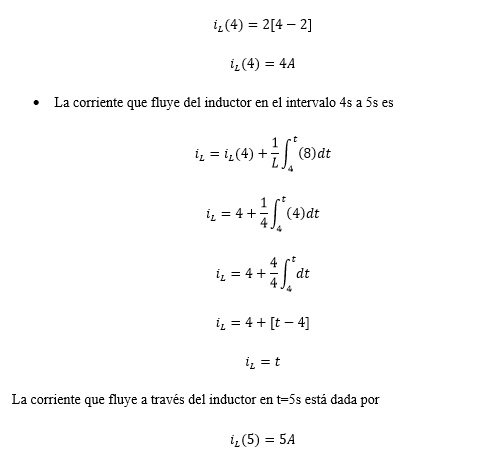 i_L(4) = 2[4 − 2]
i_L(4) = 4A
• La corriente que fluye del inductor en el intervalo 4s a 5s es
i_L = i_L(4) + \frac{1}{L} \int_4^t (8)dt
i_L = 4 + \frac{1}{4} \int_4^t (4)dt
i_L = 4 + \frac{4}{4} \int_4^t dt
i_L = 4 + [t − 4]
i_L = t
La corriente que fluye a través del inductor en t=5s está dada por
i_L(5) = 5A